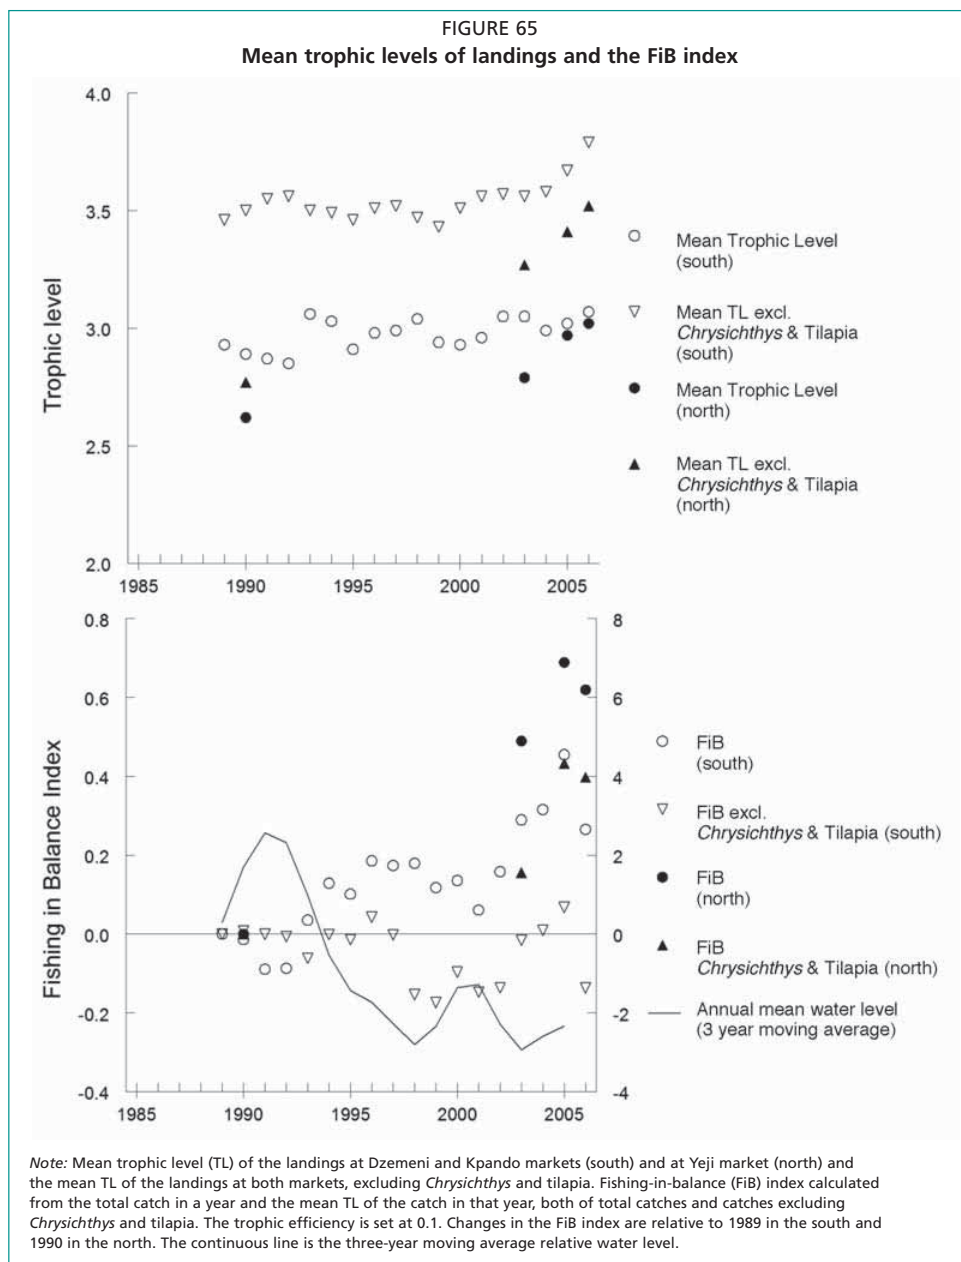 FIGURE 65
Mean trophic levels of landings and the FiB index
4.0
3.5
3.0
2.5
2.0
Trophic level
1985
1990
1995
2000
2005
Mean Trophic Level
(south)
Mean TL excl.
Chrysichthys & Tilapia
(south)
Mean Trophic Level
(north)
Mean TL excl.
Chrysichthys & Tilapia
(north)
0.8
0.6
0.4
0.2
0.0
-0.2
-0.4
Fishing in Balance Index
8
6
4
2
0
-2
-4
1985
1990
1995
2000
2005
FiB
(south)
FiB excl.
Chrysichthys & Tilapia (south)
FiB
(north)
FiB
Chrysichthys & Tilapia (north)
Annual mean water level
(3 year moving average)
Note: Mean trophic level (TL) of the landings at Dzemeni and Kpando markets (south) and at Yeji market (north) and
the mean TL of the landings at both markets, excluding Chrysichthys and tilapia. Fishing-in-balance (FiB) index calculated
from the total catch in a year and the mean TL of the catch in that year, both of total catches and catches excluding
Chrysichthys and tilapia. The trophic efficiency is set at 0.1. Changes in the FiB index are relative to 1989 in the south and
1990 in the north. The continuous line is the three-year moving average relative water level.